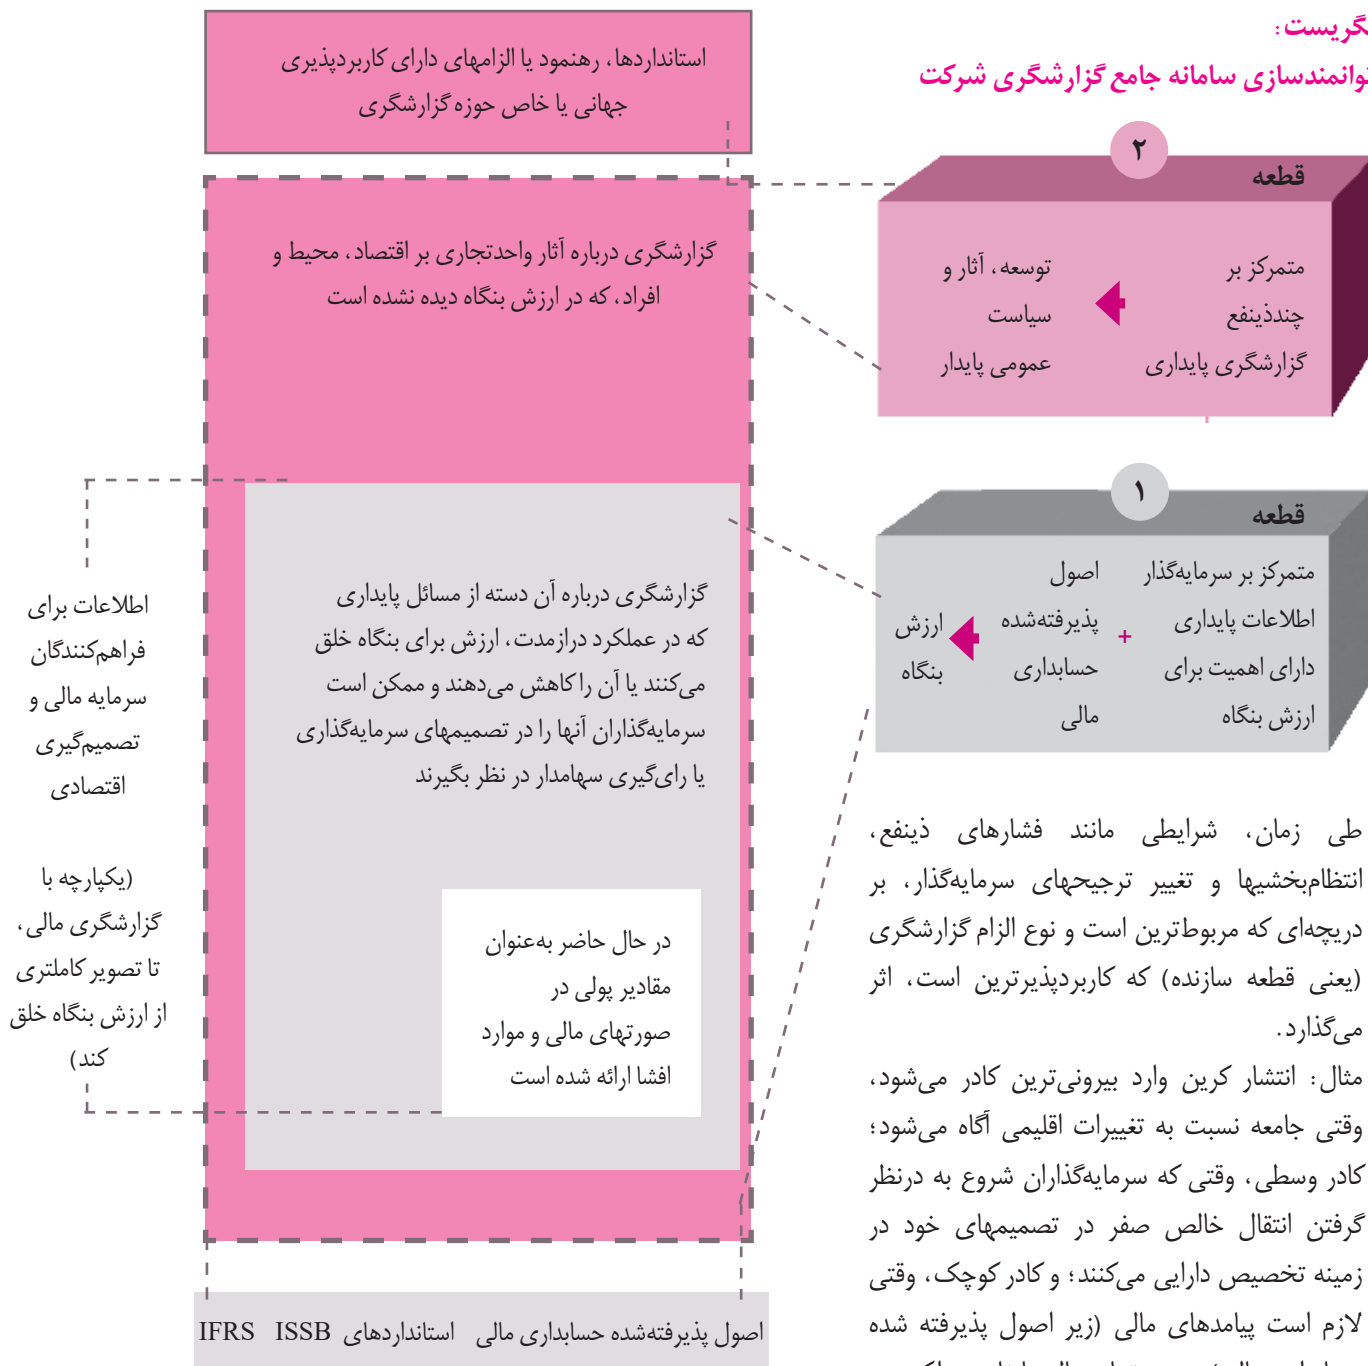 نگریست:
توانمندسازی سامانه جامع گزارشگری شرکت
۲
قطعه
متمرکز بر
چندذینفع
گزارشگری پایداری
توسعه، آثار و
سیاست
عمومی پایدار
۱
قطعه
متمرکز بر سرمایه‌گذار
اطلاعات پایداری
دارای اهمیت برای
ارزش بنگاه
+
اصول
پذیرفته‌شده
حسابداری
مالی
ارزش
بنگاه
طی زمان، شرایطی مانند فشارهای ذینفع،
انتظام‌بخشیها و تغییر ترجیحهای سرمایه‌گذار، بر
دریچه‌ای که مربوط‌ترین است و نوع الزام گزارشگری
(یعنی قطعه سازنده) که کاربردپذیرترین است، اثر
می‌گذارد.
مثال: انتشار کربن وارد بیرونی‌ترین کادر می‌شود،
وقتی جامعه نسبت به تغییرات اقلیمی آگاه می‌شود؛
کادر وسطی، وقتی که سرمایه‌گذاران شروع به درنظر
گرفتن انتقال خالص صفر در تصمیمهای خود در
زمینه تخصیص دارایی می‌کنند؛ و کادر کوچک، وقتی
لازم است پیامدهای مالی (زیر اصول پذیرفته شده
استانداردها، رهنمود یا الزامهای دارای کاربردپذیری
جهانی یا خاص حوزه گزارشگری
گزارشگری درباره آثار واحدتجاری بر اقتصاد، محیط و
افراد، که در ارزش بنگاه دیده نشده است
گزارشگری درباره آن دسته از مسائل پایداری
که در عملکرد درازمدت، ارزش برای بنگاه خلق
می‌کنند یا آن را کاهش می‌دهند و ممکن است
سرمایه‌گذاران آنها را در تصمیمهای سرمایه‌گذاری
یا رای‌گیری سهامدار در نظر بگیرند
در حال حاضر به‌عنوان
مقادیر پولی در
صورتهای مالی و موارد
افشا ارائه شده است
اطلاعات برای
فراهم‌کنندگان
سرمایه مالی و
تصمیم‌گیری
اقتصادی
(یکپارچه با
گزارشگری مالی،
تا تصویر کاملتری
از ارزش بنگاه خلق
کند)
اصول پذیرفته‌شده حسابداری مالی استانداردهای IFRS ISSB